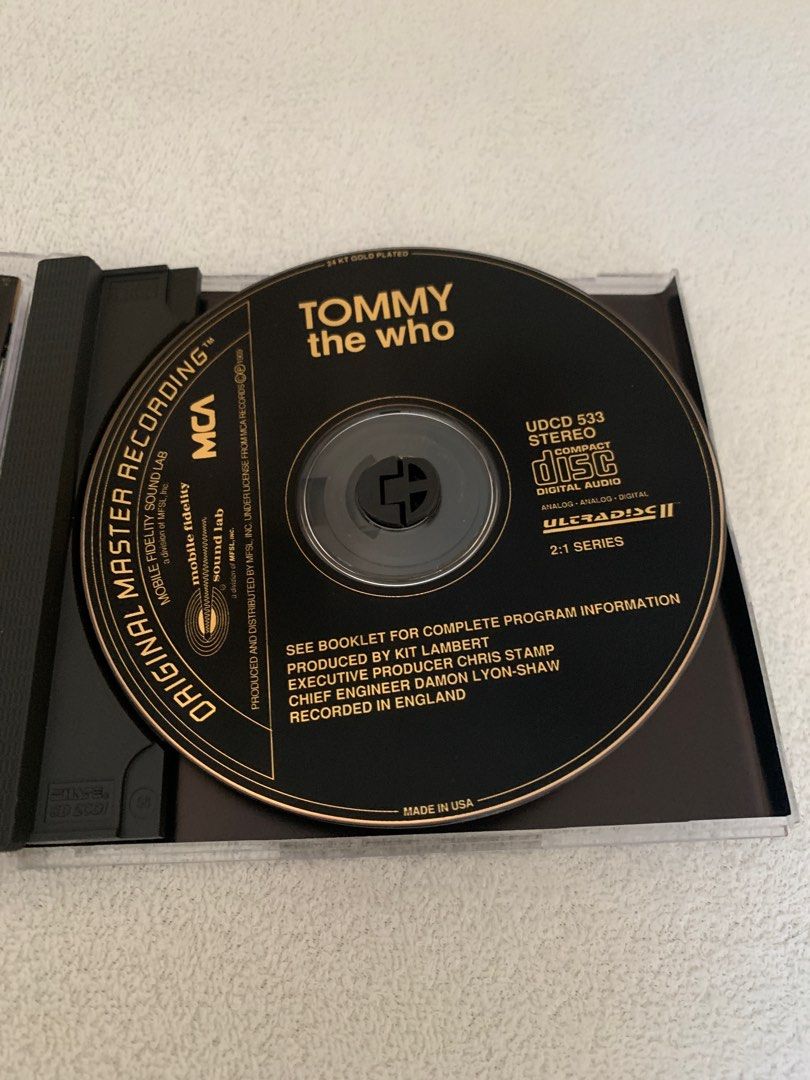 24 KT GOLD PLATED
TOMMY
the who
ORIGINAL MASTER RECORDING™
MOBILE FIDELITY SOUND LAB
a division of MFSL, Inc.
mobile fidelity
sound lab
a division of MFSL, INC.
MCA
PRODUCED AND DISTRIBUTED BY MFSL, INC. UNDER LICENSE FROM MCA RECORDS ©℗ 1969
UDCD 533
STEREO
COMPACT
disc
DIGITAL AUDIO
ANALOG - ANALOG - DIGITAL
ULTRADISC II™
2:1 SERIES
SEE BOOKLET FOR COMPLETE PROGRAM INFORMATION
PRODUCED BY KIT LAMBERT
EXECUTIVE PRODUCER CHRIS STAMP
CHIEF ENGINEER DAMON LYON-SHAW
RECORDED IN ENGLAND
MADE IN USA